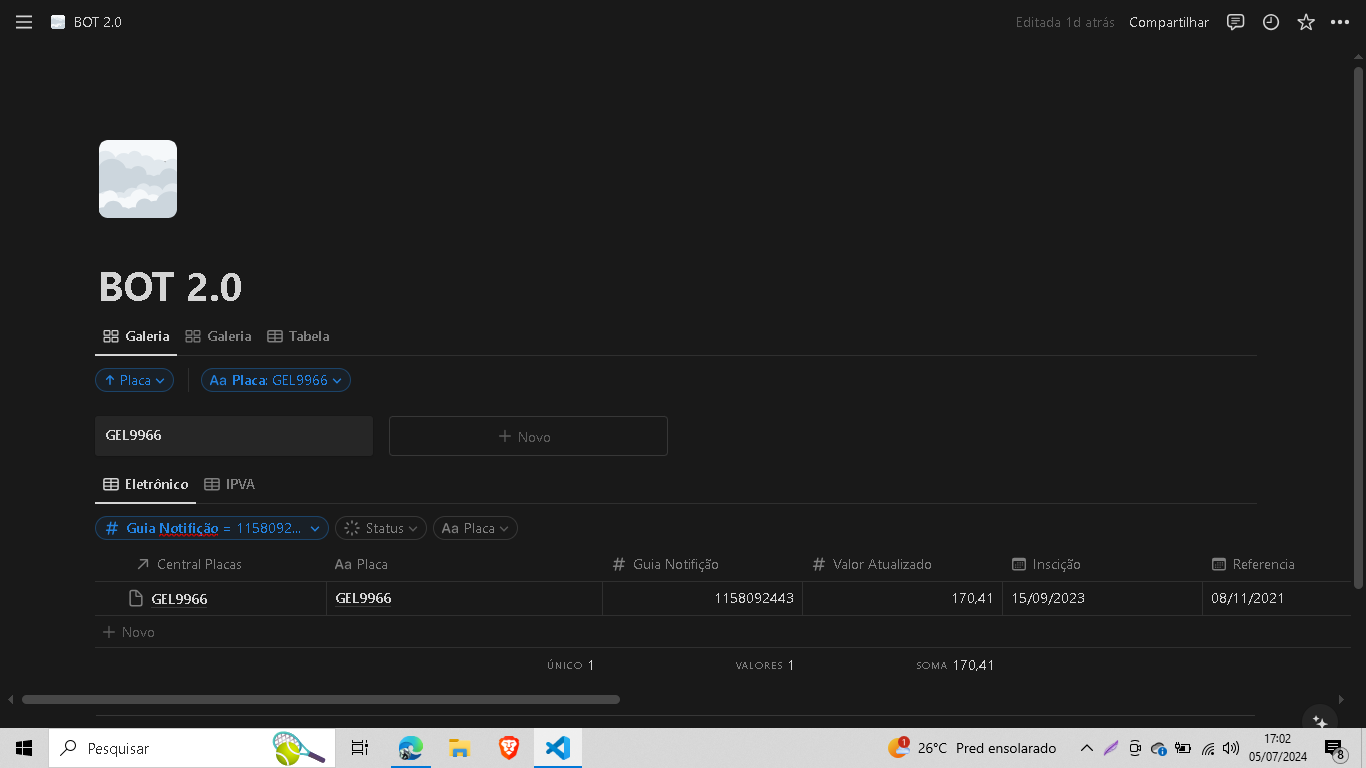 BOT 2.0 Editada 1d atrás Compartilhar
BOT 2.0
Galeria Galeria Tabela
Placa Aa Placa: GEL9966
GEL9966 + Novo
Eletrônico IPVA
# Guia Notifição = 1158092... Status Aa Placa
Central Placas Aa Placa # Guia Notifição # Valor Atualizado Inscição Referencia
GEL9966 GEL9966 1158092443 170,41 15/09/2023 08/11/2021
+ Novo
ÚNICO 1 VALORES 1 SOMA 170,41
Pesquisar 1 26°C Pred ensolarado 17:02
05/07/2024 8